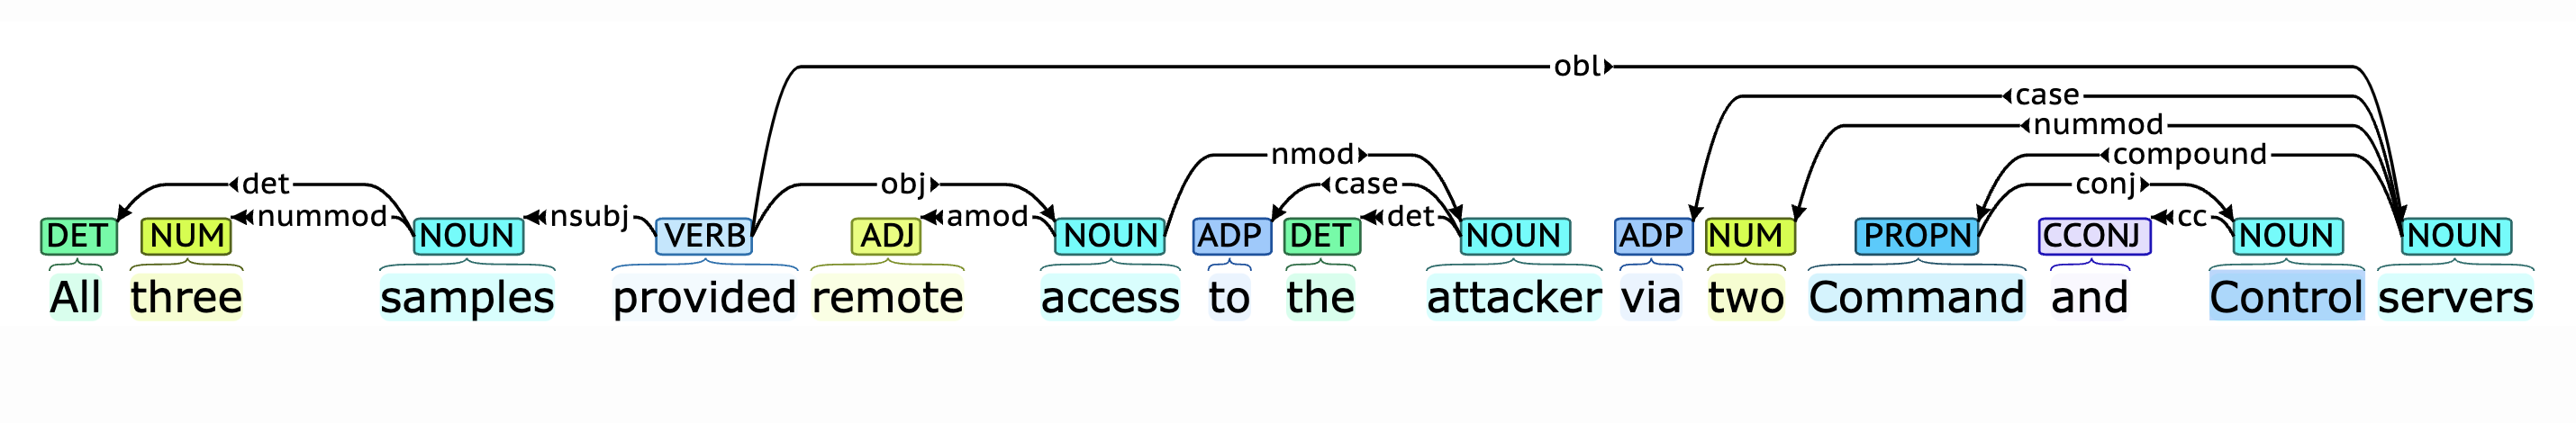 obl
case
nummod
nmod compound
det obj case conj
nummod nsubj amod det cc
DET NUM NOUN VERB ADJ NOUN ADP DET NOUN ADP NUM PROPN CCONJ NOUN NOUN
All three samples provided remote access to the attacker via two Command and Control servers